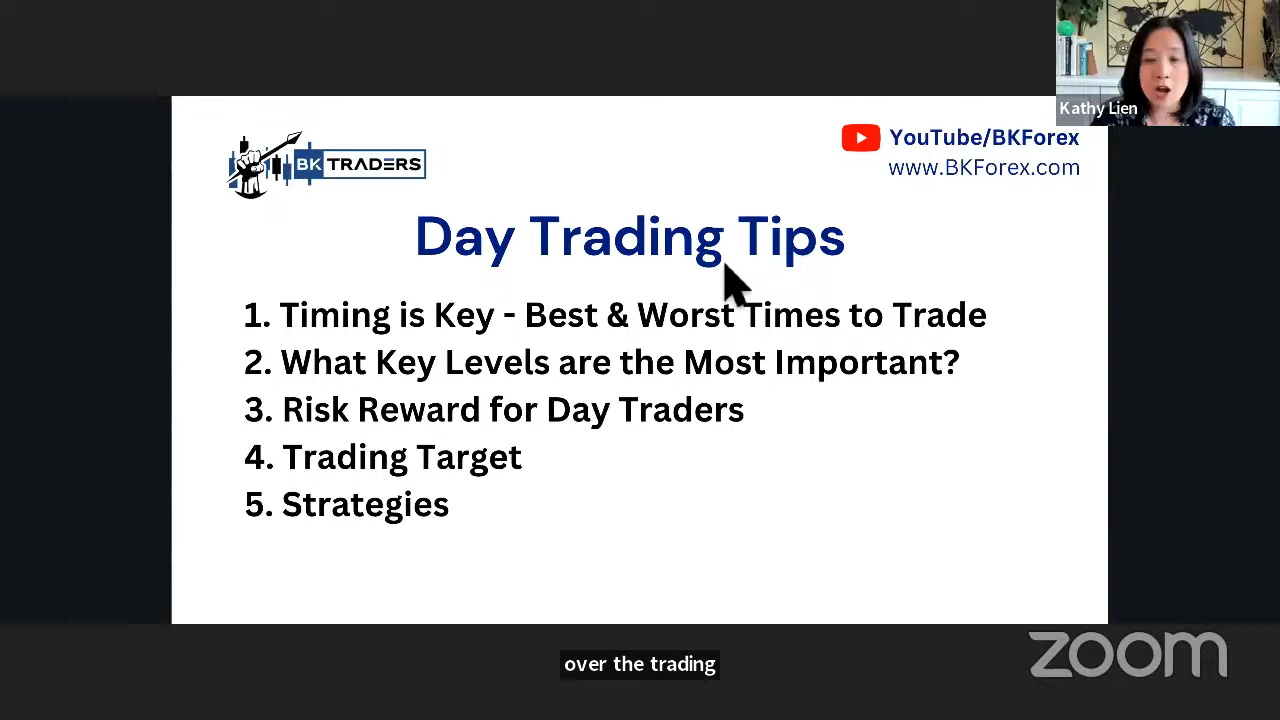 Kathy Lien
BK TRADERS
YouTube/BKForex
www.BKForex.com
Day Trading Tips
1. Timing is Key - Best & Worst Times to Trade
2. What Key Levels are the Most Important?
3. Risk Reward for Day Traders
4. Trading Target
5. Strategies
over the trading
zoom